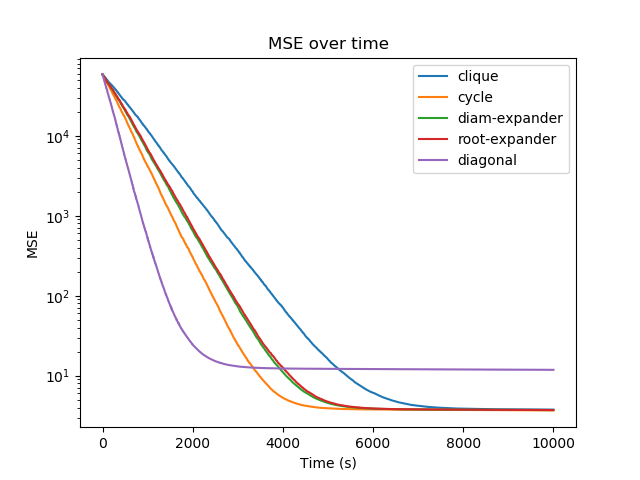 MSE over time
clique
cycle
diam-expander
root-expander
diagonal
MSE
10^4
10^3
10^2
10^1
0
2000
4000
6000
8000
10000
Time (s)